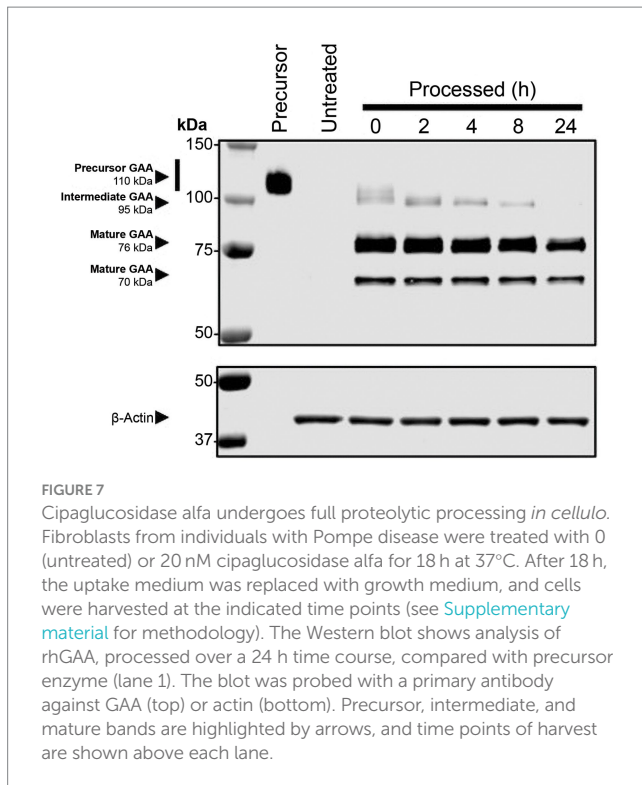 Precursor
Untreated
Processed (h)
0 2 4 8 24
kDa
150
Precursor GAA
110 kDa
100
Intermediate GAA
95 kDa
Mature GAA
76 kDa
75
Mature GAA
70 kDa
50
50
β-Actin
37
FIGURE 7
Cipaglucosidase alfa undergoes full proteolytic processing in cellulo.
Fibroblasts from individuals with Pompe disease were treated with 0
(untreated) or 20 nM cipaglucosidase alfa for 18 h at 37°C. After 18 h,
the uptake medium was replaced with growth medium, and cells
were harvested at the indicated time points (see Supplementary
material for methodology). The Western blot shows analysis of
rhGAA, processed over a 24 h time course, compared with precursor
enzyme (lane 1). The blot was probed with a primary antibody
against GAA (top) or actin (bottom). Precursor, intermediate, and
mature bands are highlighted by arrows, and time points of harvest
are shown above each lane.